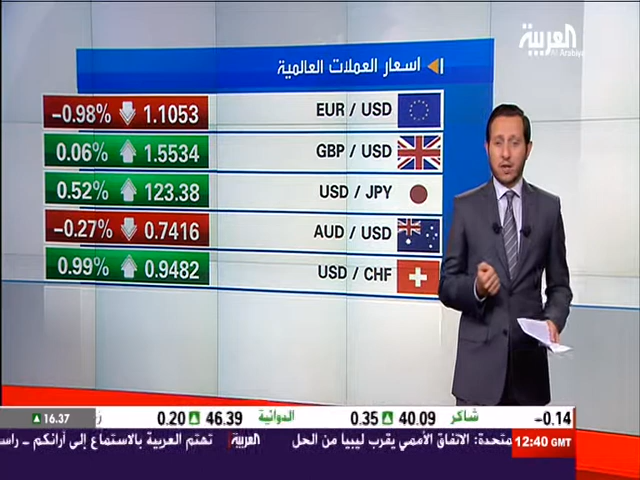 العربية
Al Arabiya
اسعار العملات العالمية
EUR / USD 1.1053 −0.98%
GBP / USD 1.5534 0.06%
USD / JPY 123.38 0.52%
AUD / USD 0.7416 −0.27%
USD / CHF 0.9482 0.99%
−0.14 شاكر 40.09 0.35 الدوائية 46.39 0.20 16.37
12:40 GMT
متحدة: الاتفاق الأممي يقرب ليبيا من الحل العربية تهتم العربية بالاستماع إلى أرائكم ـ راس